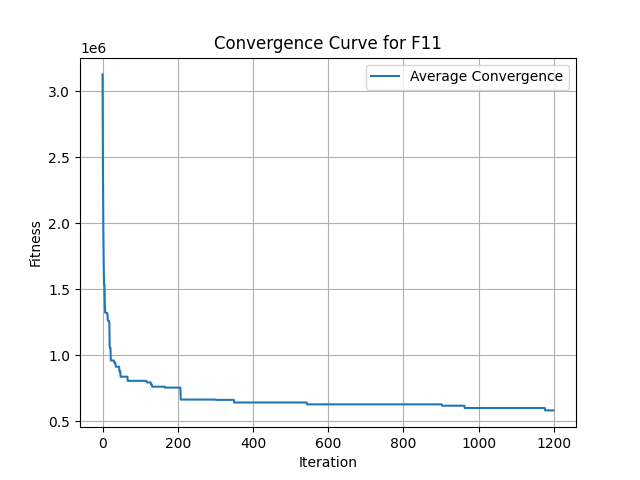 Convergence Curve for F11
1e6
Average Convergence
3.0
2.5
2.0
1.5
1.0
0.5
Fitness
0 200 400 600 800 1000 1200
Iteration